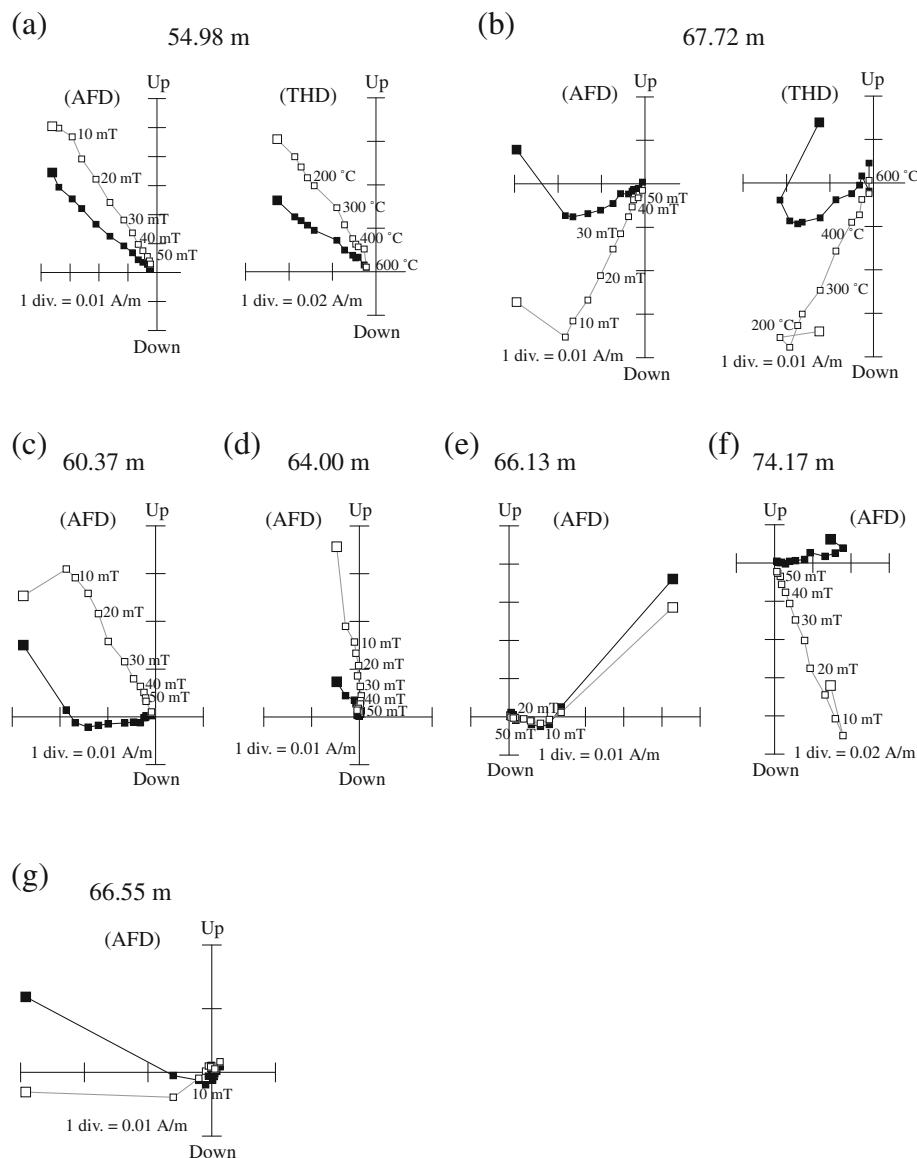 (a)
54.98 m
(AFD)
Up
10 mT
20 mT
30 mT
40 mT
50 mT
1 div. = 0.01 A/m
Down
(THD)
200 ˚C
300 ˚C
400 ˚C
600 ˚C
1 div. = 0.02 A/m
(b)
67.72 m
Up
(AFD)
50 mT
40 mT
30 mT
20 mT
10 mT
1 div. = 0.01 A/m
Down
Up
(THD)
600 ˚C
400 ˚C
300 ˚C
200 ˚C
1 div. = 0.01 A/m
Down
(c)
60.37 m
Up
(AFD)
10 mT
20 mT
30 mT
40 mT
50 mT
1 div. = 0.01 A/m
Down
(d)
64.00 m
Up
(AFD)
10 mT
20 mT
30 mT
40 mT
50 mT
1 div. = 0.01 A/m
Down
(e)
66.13 m
Up
(AFD)
20 mT
50 mT
10 mT
1 div. = 0.01 A/m
Down
(f)
74.17 m
Up
(AFD)
50 mT
40 mT
30 mT
20 mT
10 mT
1 div. = 0.02 A/m
Down
(g)
66.55 m
Up
(AFD)
10 mT
1 div. = 0.01 A/m
Down